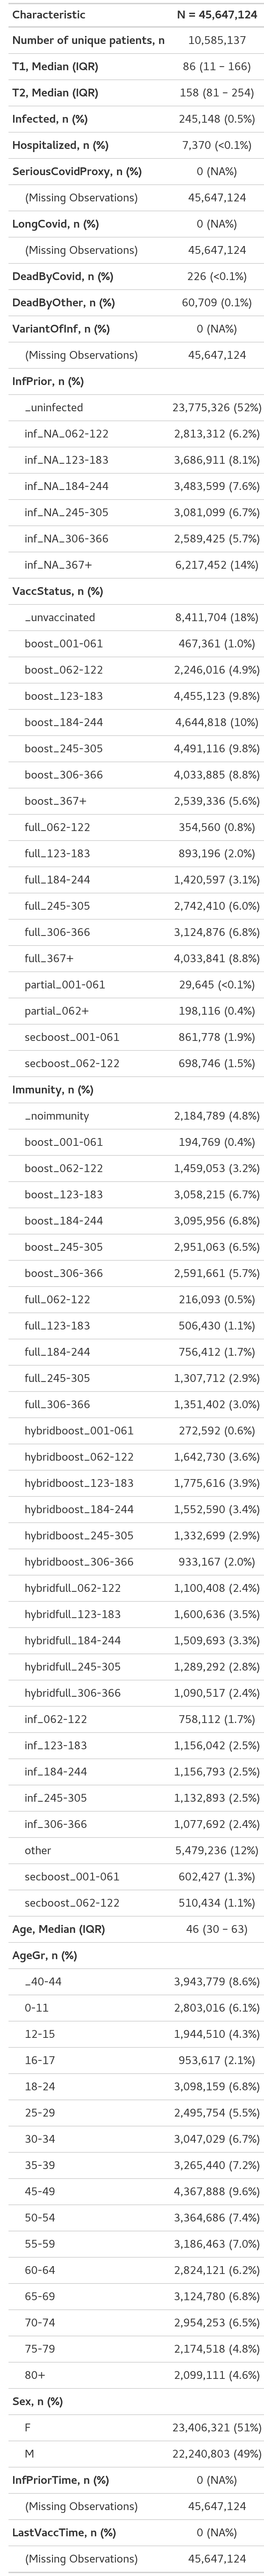 Characteristic N = 45,647,124
Number of unique patients, n 10,585,137
T1, Median (IQR) 86 (11 – 166)
T2, Median (IQR) 158 (81 – 254)
Infected, n (%) 245,148 (0.5%)
Hospitalized, n (%) 7,370 (<0.1%)
SeriousCovidProxy, n (%) 0 (NA%)
(Missing Observations) 45,647,124
LongCovid, n (%) 0 (NA%)
(Missing Observations) 45,647,124
DeadByCovid, n (%) 226 (<0.1%)
DeadByOther, n (%) 60,709 (0.1%)
VariantOfInf, n (%) 0 (NA%)
(Missing Observations) 45,647,124
InfPrior, n (%)
_uninfected 23,775,326 (52%)
inf_NA_062-122 2,813,312 (6.2%)
inf_NA_123-183 3,686,911 (8.1%)
inf_NA_184-244 3,483,599 (7.6%)
inf_NA_245-305 3,081,099 (6.7%)
inf_NA_306-366 2,589,425 (5.7%)
inf_NA_367+ 6,217,452 (14%)
VaccStatus, n (%)
_unvaccinated 8,411,704 (18%)
boost_001-061 467,361 (1.0%)
boost_062-122 2,246,016 (4.9%)
boost_123-183 4,455,123 (9.8%)
boost_184-244 4,644,818 (10%)
boost_245-305 4,491,116 (9.8%)
boost_306-366 4,033,885 (8.8%)
boost_367+ 2,539,336 (5.6%)
full_062-122 354,560 (0.8%)
full_123-183 893,196 (2.0%)
full_184-244 1,420,597 (3.1%)
full_245-305 2,742,410 (6.0%)
full_306-366 3,124,876 (6.8%)
full_367+ 4,033,841 (8.8%)
partial_001-061 29,645 (<0.1%)
partial_062+ 198,116 (0.4%)
secboost_001-061 861,778 (1.9%)
secboost_062-122 698,746 (1.5%)
Immunity, n (%)
_noimmunity 2,184,789 (4.8%)
boost_001-061 194,769 (0.4%)
boost_062-122 1,459,053 (3.2%)
boost_123-183 3,058,215 (6.7%)
boost_184-244 3,095,956 (6.8%)
boost_245-305 2,951,063 (6.5%)
boost_306-366 2,591,661 (5.7%)
full_062-122 216,093 (0.5%)
full_123-183 506,430 (1.1%)
full_184-244 756,412 (1.7%)
full_245-305 1,307,712 (2.9%)
full_306-366 1,351,402 (3.0%)
hybridboost_001-061 272,592 (0.6%)
hybridboost_062-122 1,642,730 (3.6%)
hybridboost_123-183 1,775,616 (3.9%)
hybridboost_184-244 1,552,590 (3.4%)
hybridboost_245-305 1,332,699 (2.9%)
hybridboost_306-366 933,167 (2.0%)
hybridfull_062-122 1,100,408 (2.4%)
hybridfull_123-183 1,600,636 (3.5%)
hybridfull_184-244 1,509,693 (3.3%)
hybridfull_245-305 1,289,292 (2.8%)
hybridfull_306-366 1,090,517 (2.4%)
inf_062-122 758,112 (1.7%)
inf_123-183 1,156,042 (2.5%)
inf_184-244 1,156,793 (2.5%)
inf_245-305 1,132,893 (2.5%)
inf_306-366 1,077,692 (2.4%)
other 5,479,236 (12%)
secboost_001-061 602,427 (1.3%)
secboost_062-122 510,434 (1.1%)
Age, Median (IQR) 46 (30 – 63)
AgeGr, n (%)
_40-44 3,943,779 (8.6%)
0-11 2,803,016 (6.1%)
12-15 1,944,510 (4.3%)
16-17 953,617 (2.1%)
18-24 3,098,159 (6.8%)
25-29 2,495,754 (5.5%)
30-34 3,047,029 (6.7%)
35-39 3,265,440 (7.2%)
45-49 4,367,888 (9.6%)
50-54 3,364,686 (7.4%)
55-59 3,186,463 (7.0%)
60-64 2,824,121 (6.2%)
65-69 3,124,780 (6.8%)
70-74 2,954,253 (6.5%)
75-79 2,174,518 (4.8%)
80+ 2,099,111 (4.6%)
Sex, n (%)
F 23,406,321 (51%)
M 22,240,803 (49%)
InfPriorTime, n (%) 0 (NA%)
(Missing Observations) 45,647,124
LastVaccTime, n (%) 0 (NA%)
(Missing Observations) 45,647,124